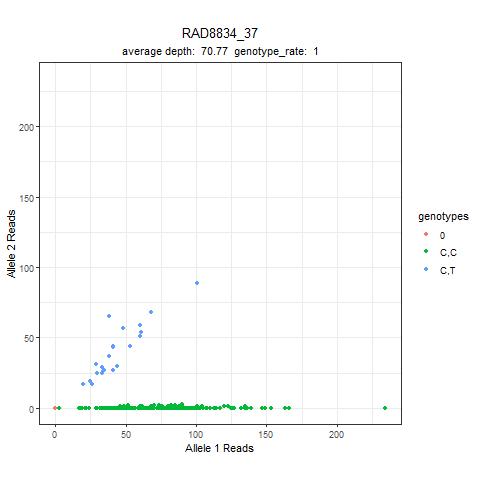 RAD8834_37
average depth: 70.77 genotype_rate: 1
200
150
100
50
0
Allele 2 Reads
0 50 100 150 200
Allele 1 Reads
genotypes
0
C,C
C,T